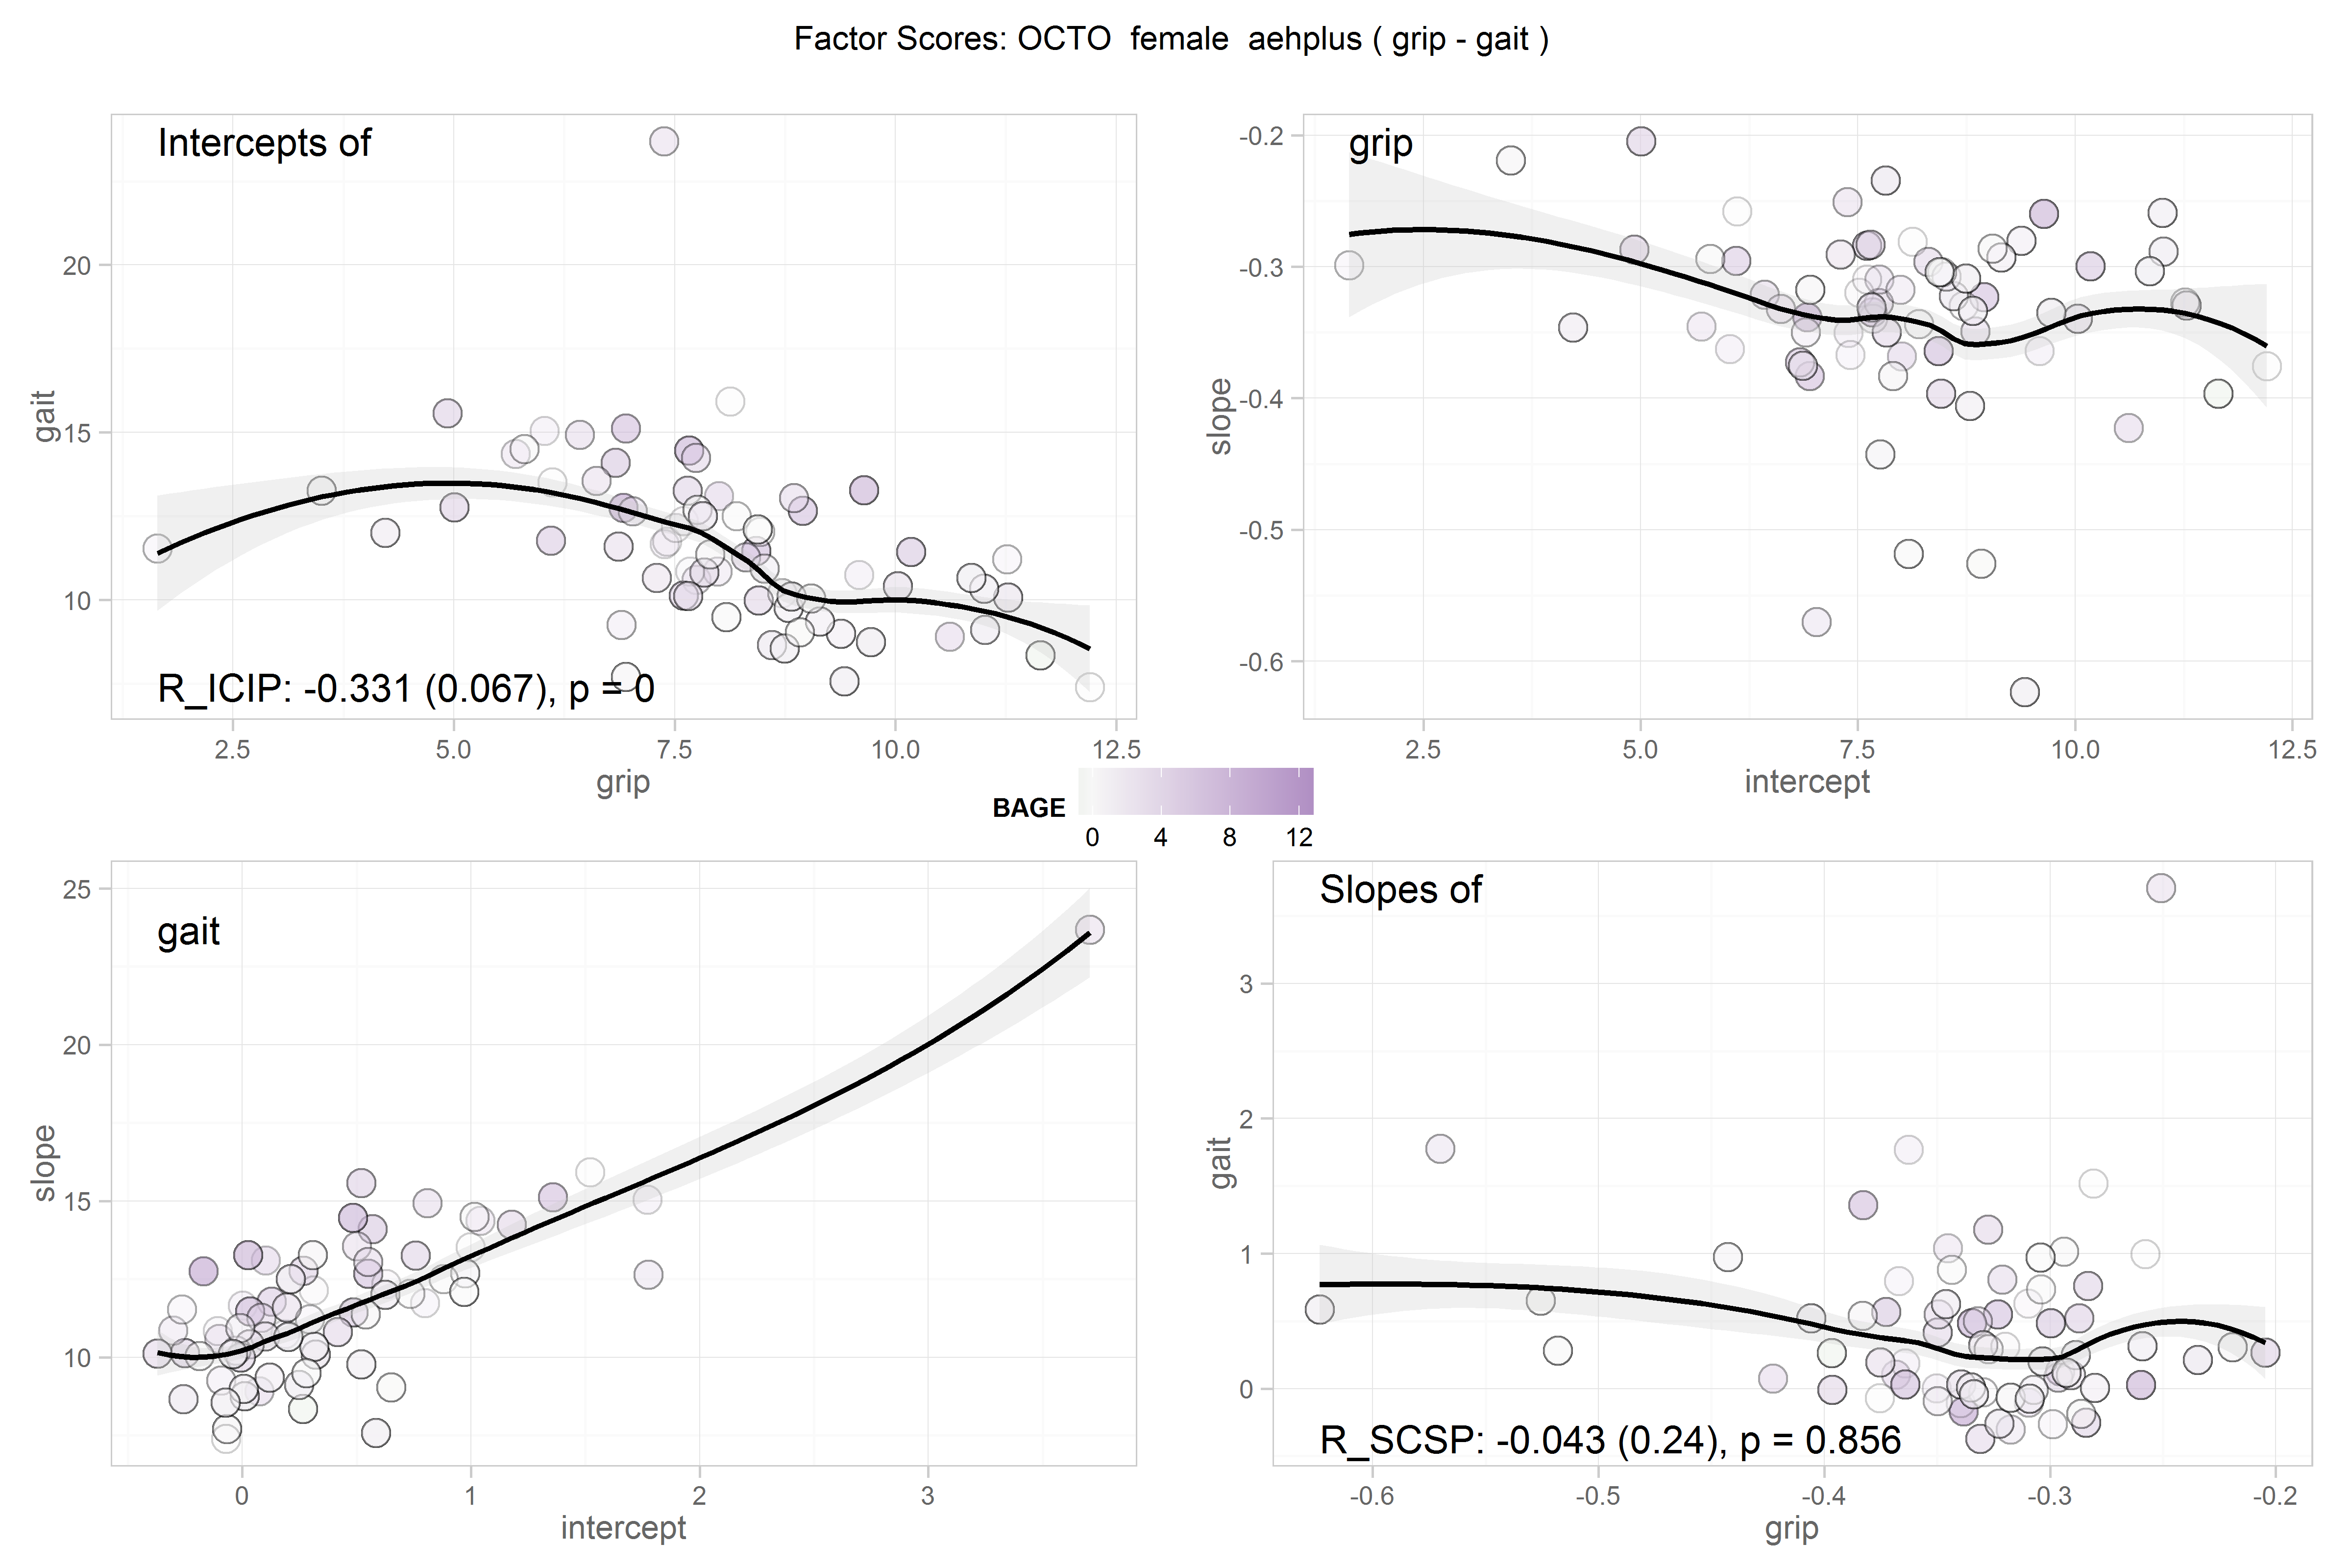 Factor Scores: OCTO  female  aehplus ( grip - gait )
Intercepts of
gait
20
15
10
R_ICIP: -0.331 (0.067), p = 0
2.5 5.0 7.5 10.0 12.5
grip
grip
slope
-0.2
-0.3
-0.4
-0.5
-0.6
2.5 5.0 7.5 10.0 12.5
intercept
BAGE
0 4 8 12
gait
slope
25
20
15
10
0 1 2 3
intercept
Slopes of
gait
3
2
1
0
R_SCSP: -0.043 (0.24), p = 0.856
-0.6 -0.5 -0.4 -0.3 -0.2
grip